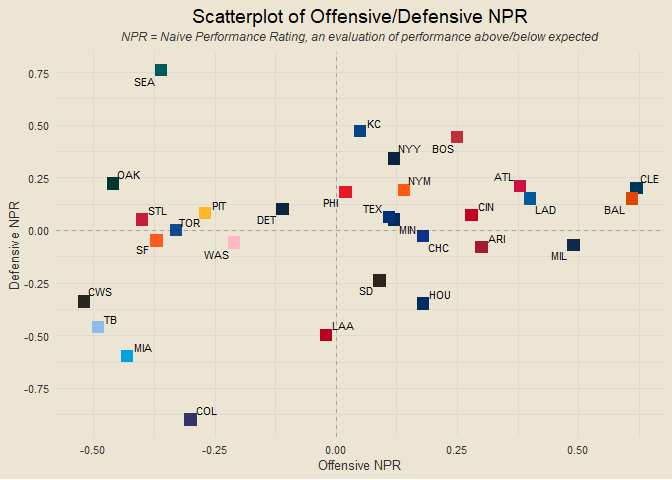 Scatterplot of Offensive/Defensive NPR
NPR = Naive Performance Rating, an evaluation of performance above/below expected
0.75
SEA
0.50
KC
BOS
NYY
0.25
OAK
NYM
ATL
CLE
STL
PIT
PHI
CIN
LAD
BAL
TOR
DET
TEX
0.00
SF
WAS
MIN
CHC
ARI
MIL
-0.25
CWS
SD
HOU
TB
LAA
-0.50
MIA
-0.75
COL
-0.50
-0.25
0.00
0.25
0.50
Defensive NPR
Offensive NPR